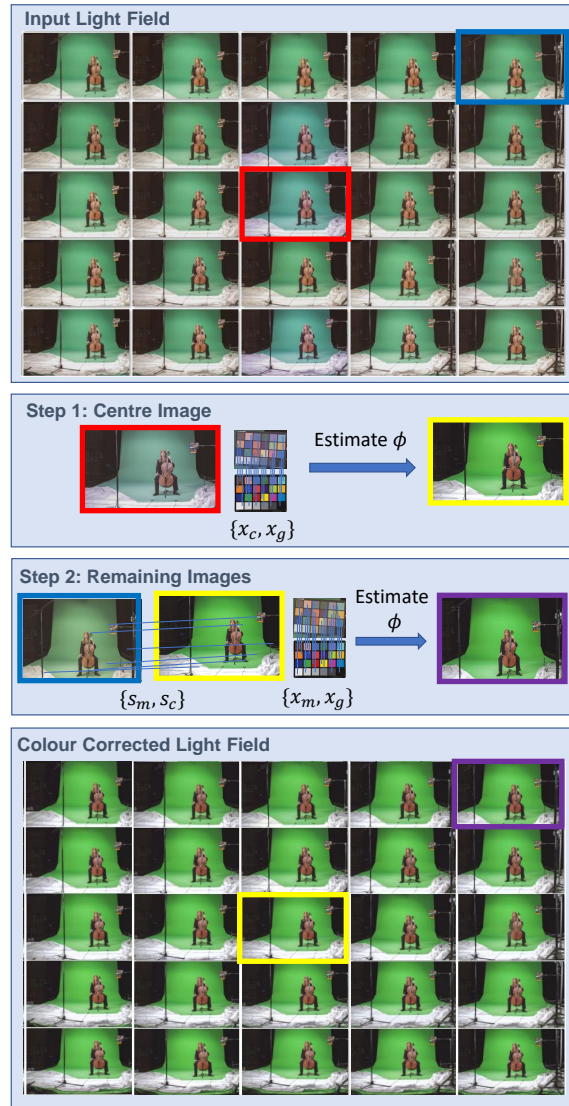 Input Light Field
Step 1: Centre Image
Estimate ϕ
{x_c, x_g}
Step 2: Remaining Images
Estimate
ϕ
{s_m, s_c}
{x_m, x_g}
Colour Corrected Light Field